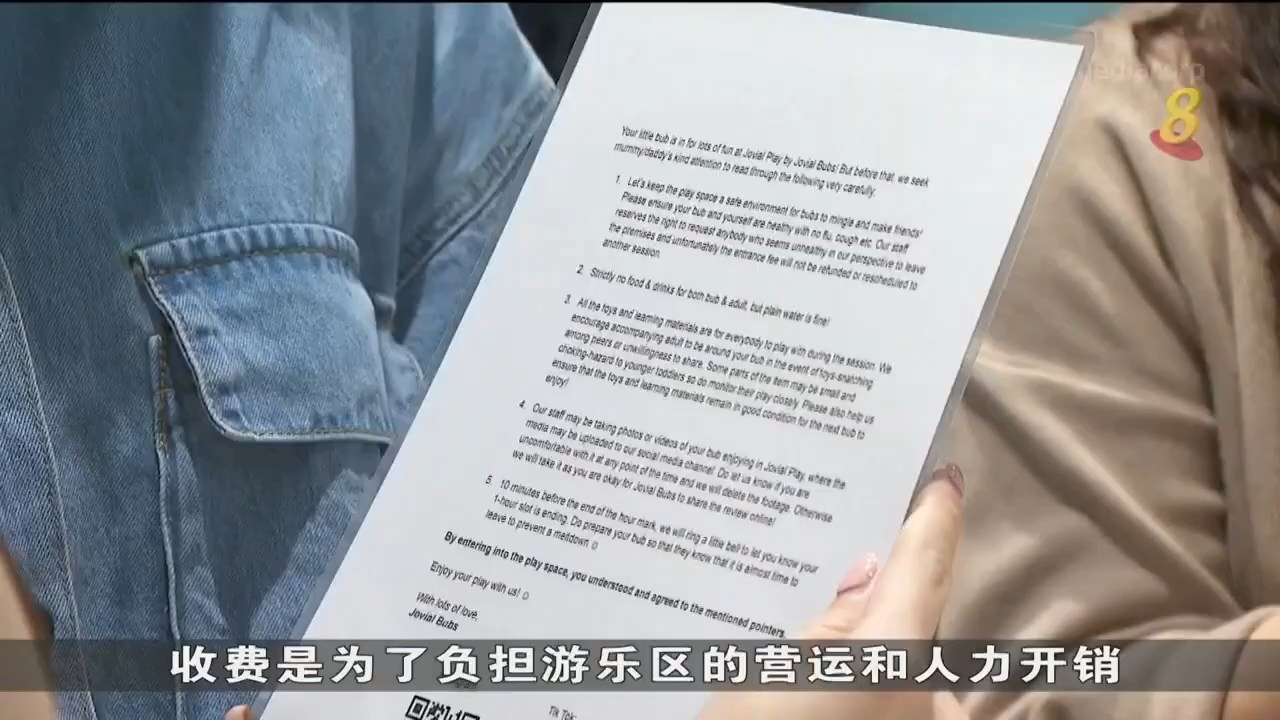 mediacorp
8
Your little bub is in for lots of fun at Jovial Play by Jovial Bubs! But before that, we seek
mummy/daddy's kind attention to read through the following very carefully.
1. Let's keep the play space a safe environment for bubs to mingle and make friends!
Please ensure your bub and yourself are healthy with no flu, cough etc. Our staff
reserves the right to request anybody who seems unhealthy in our perspective to leave
the premises and unfortunately the entrance fee will not be refunded or rescheduled to
another session.
2. Strictly no food & drinks for both bub & adult, but plain water is fine!
3. All the toys and learning materials are for everybody to play with during the session. We
encourage accompanying adult to be around your bub in the event of toys-snatching
among peers or unwillingness to share. Some parts of the item may be small and
choking-hazard to younger toddlers so do monitor their play closely. Please also help us
ensure that the toys and learning materials remain in good condition for the next bub to
enjoy!
4. Our staff may be taking photos or videos of your bub enjoying in Jovial Play, where the
media may be uploaded to our social media channel. Do let us know if you are
uncomfortable with it at any point of the time and we will delete the footage. Otherwise
we will take it as you are okay for Jovial Bubs to share the review online!
5. 10 minutes before the end of the hour mark, we will ring a little bell to let you know your
1-hour slot is ending. Do prepare your bub so that they know that it is almost time to
leave to prevent a meltdown ☺
By entering into the play space, you understood and agreed to the mentioned pointers.
Enjoy your play with us! ☺
With lots of love,
Jovial Bubs
收费是为了负担游乐区的营运和人力开销
Tik Tok